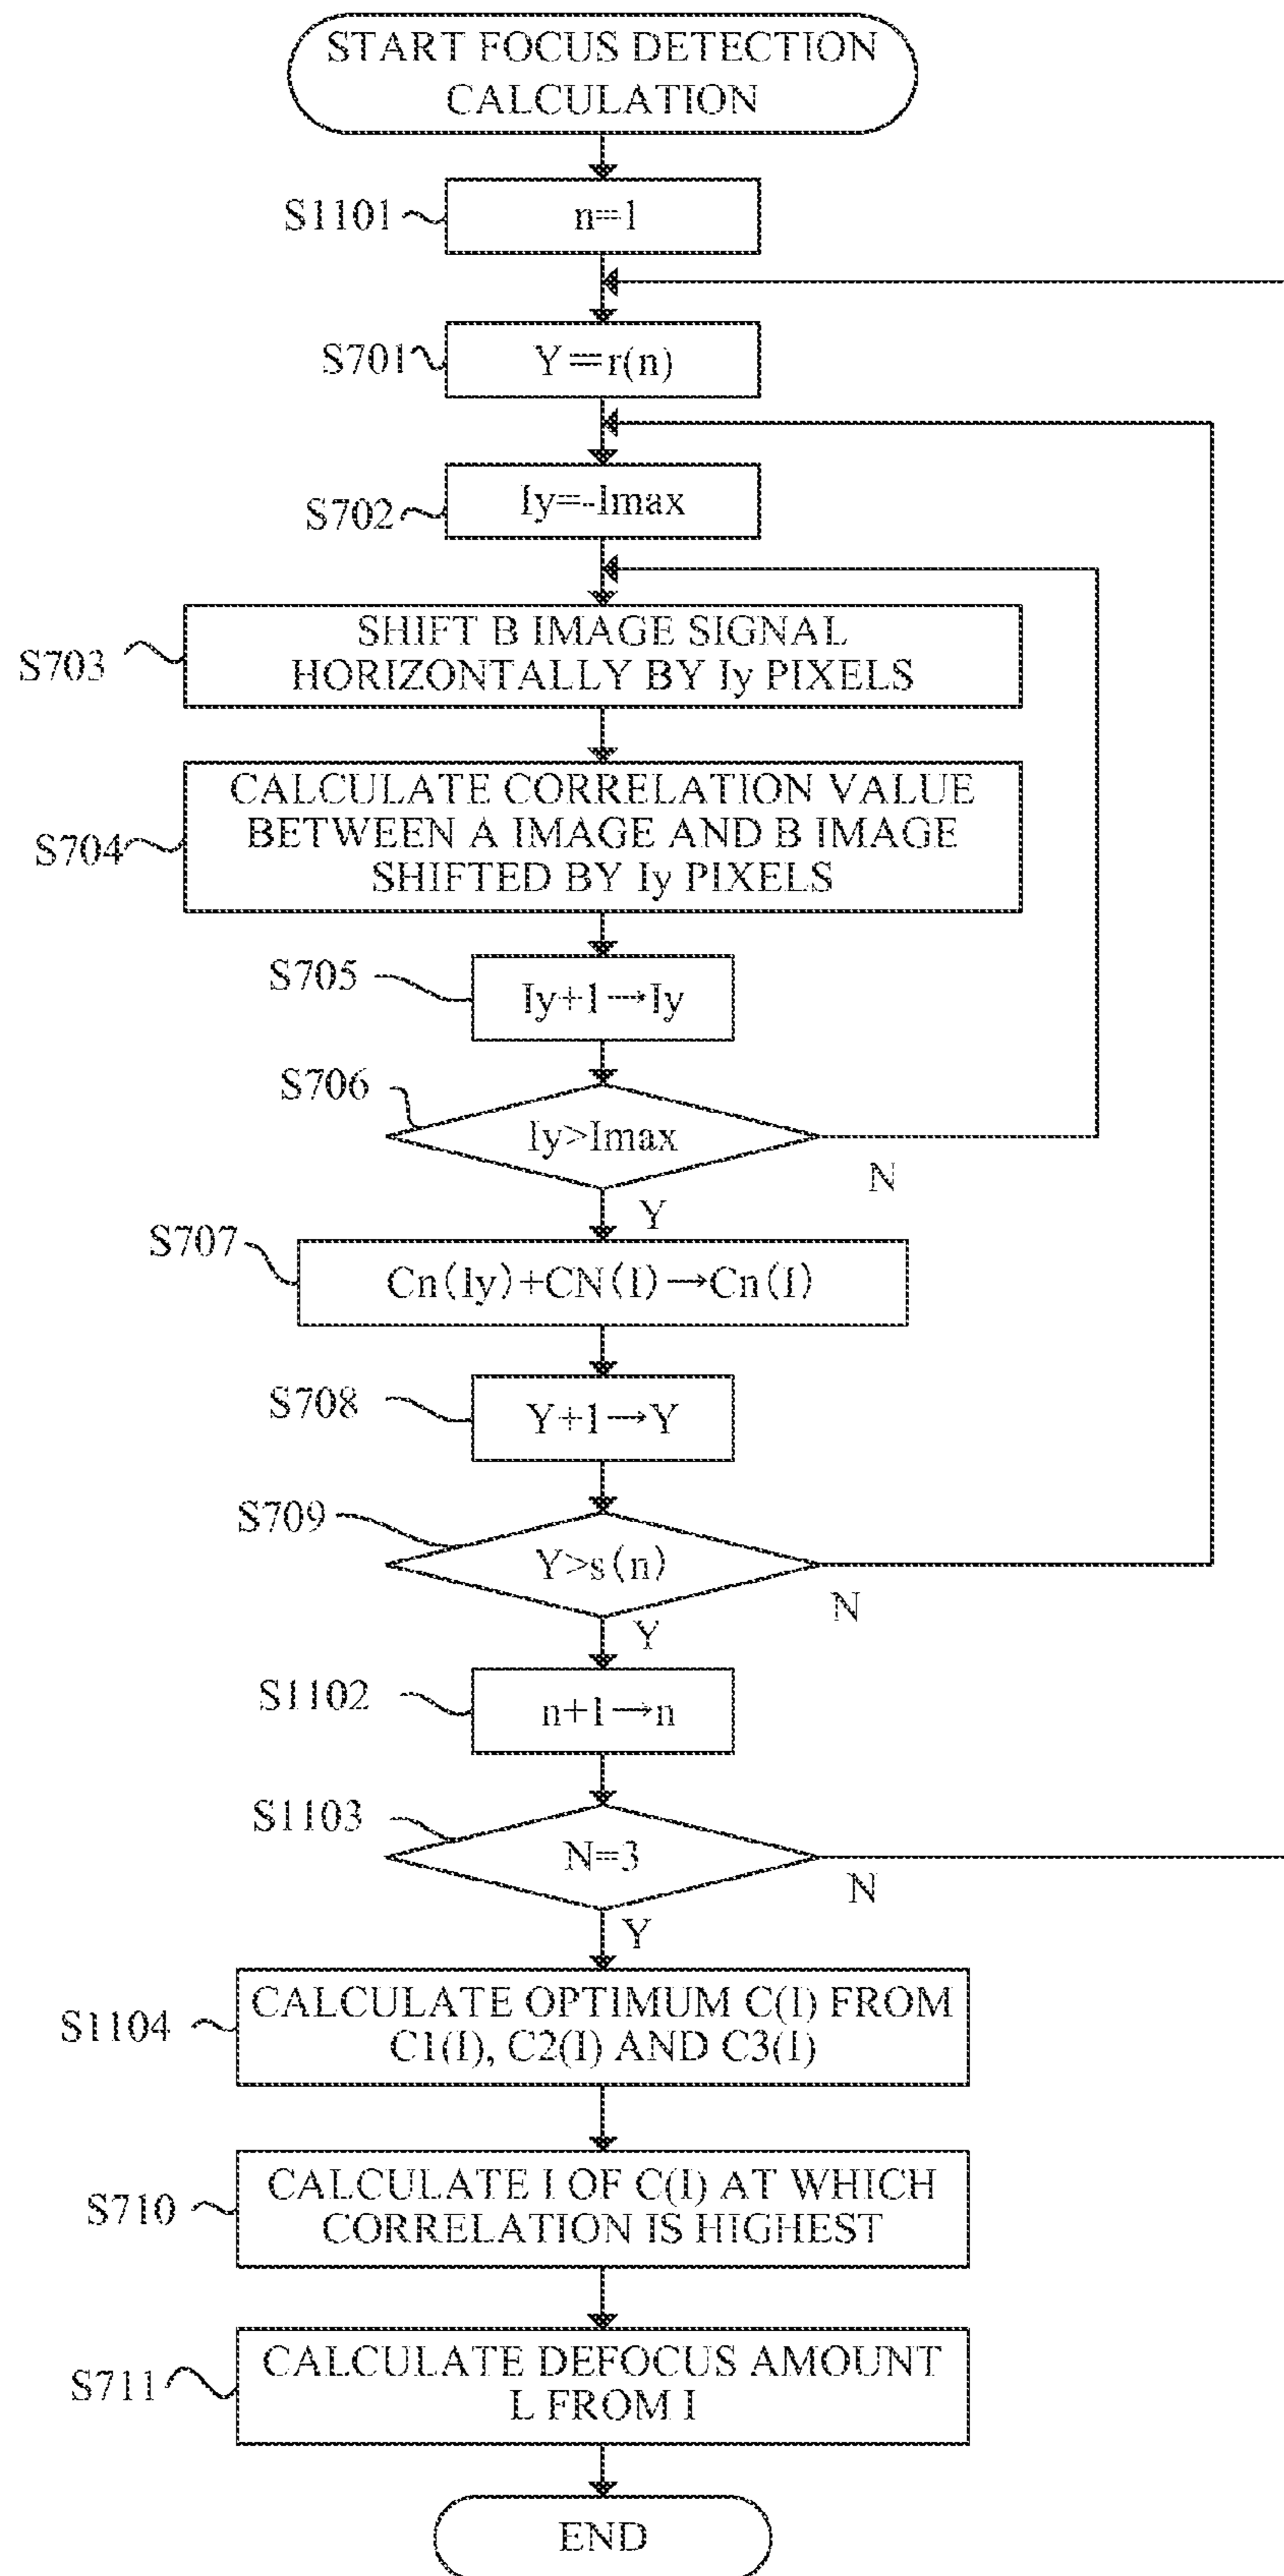 START FOCUS DETECTION
CALCULATION
S1101
n=1
S701
Y=r(n)
S702
Iy=-Imax
S703
SHIFT B IMAGE SIGNAL
HORIZONTALLY BY Iy PIXELS
S704
CALCULATE CORRELATION VALUE
BETWEEN A IMAGE AND B IMAGE
SHIFTED BY Iy PIXELS
S705
Iy+1→Iy
S706
Iy>Imax
N
Y
S707
Cn(Iy)+CN(I)→Cn(I)
S708
Y+1→Y
S709
Y>s(n)
N
Y
S1102
n+1→n
S1103
N=3
N
Y
S1104
CALCULATE OPTIMUM C(I) FROM
C1(I), C2(I) AND C3(I)
S710
CALCULATE I OF C(I) AT WHICH
CORRELATION IS HIGHEST
S711
CALCULATE DEFOCUS AMOUNT
L FROM I
END